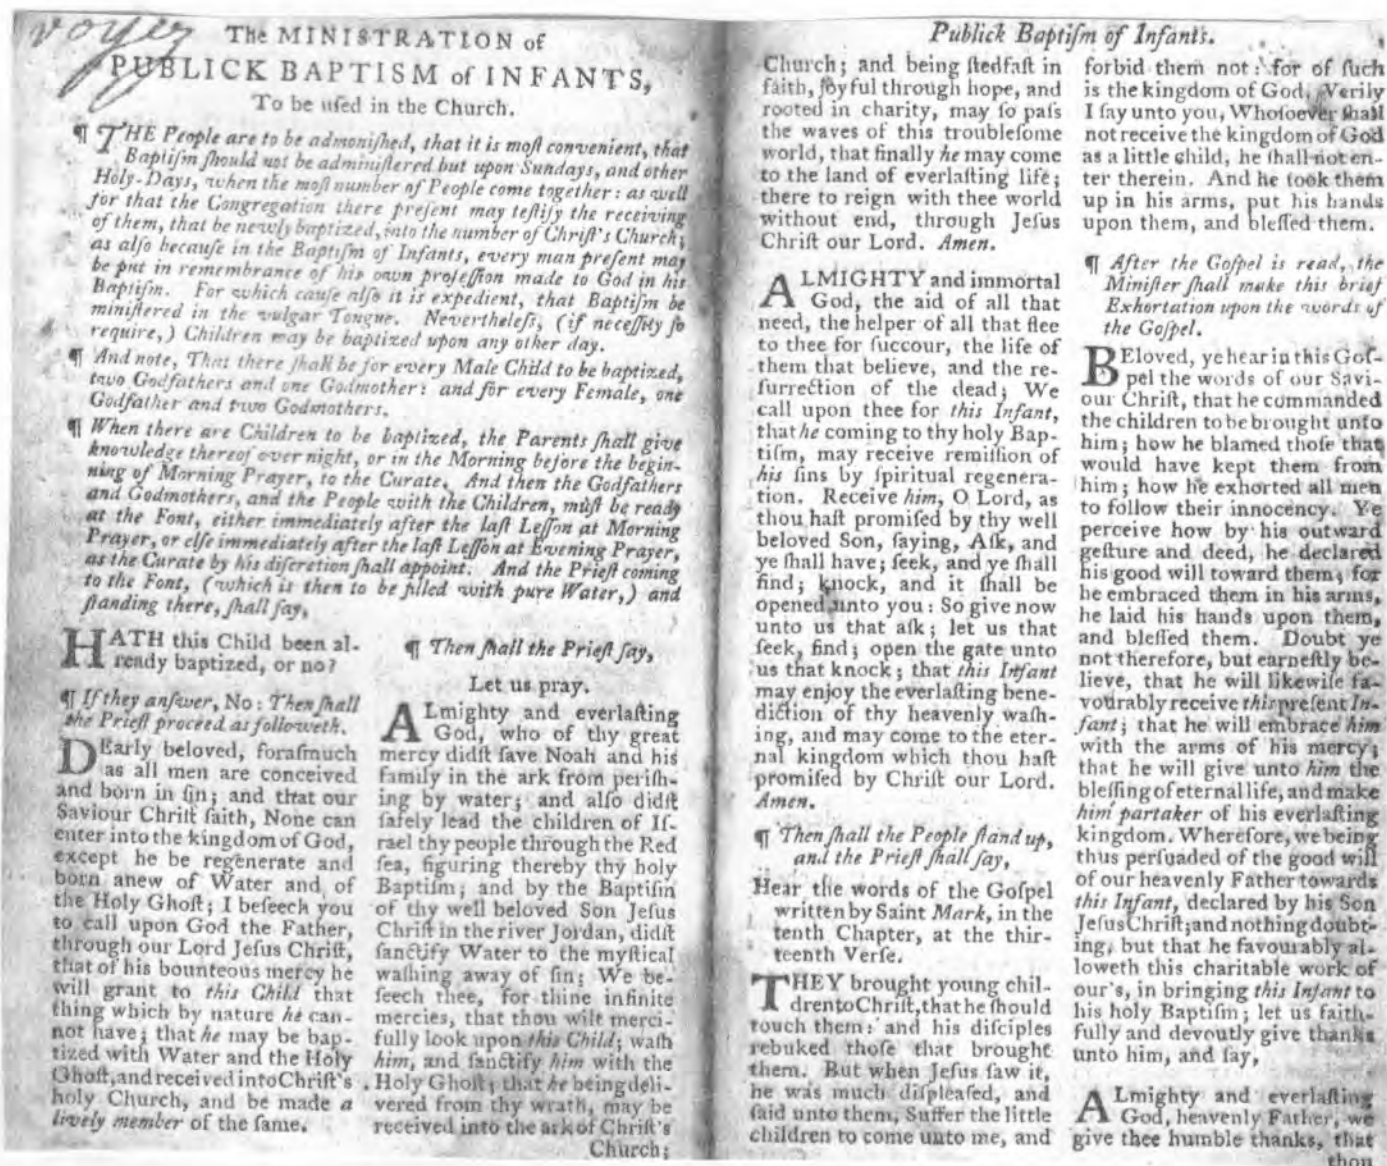 voyez
The MINISTRATION of
PUBLICK BAPTISM of INFANTS,
To be uſed in the Church.
¶ THE People are to be admoniſhed, that it is moſt convenient, that
Baptiſm ſhould not be adminiſtered but upon Sundays, and other
Holy-Days, when the moſt number of People come together: as well
for that the Congregation there preſent may teſtify the receiving
of them, that be newly baptized, into the number of Chriſt's Church;
as alſo becauſe in the Baptiſm of Infants, every man preſent may
be put in remembrance of his own profeſſion made to God in his
Baptiſm. For which cauſe alſo it is expedient, that Baptiſm be
miniſtered in the vulgar Tongue. Nevertheleſs, (if neceſſity ſo
require,) Children may be baptized upon any other day.
¶ And note, That there ſhall be for every Male Child to be baptized,
two Godfathers and one Godmother: and for every Female, one
Godfather and two Godmothers.
¶ When there are Children to be baptized, the Parents ſhall give
knowledge thereof over night, or in the Morning before the begin-
ning of Morning Prayer, to the Curate. And then the Godfathers
and Godmothers, and the People with the Children, muſt be ready
at the Font, either immediately after the laſt Leſſon at Morning
Prayer, or elſe immediately after the laſt Leſſon at Evening Prayer,
as the Curate by his diſcretion ſhall appoint. And the Prieſt coming
to the Font, (which is then to be filled with pure Water,) and
ſtanding there, ſhall ſay,
HATH this Child been al-
ready baptized, or no?
¶ If they anſwer, No: Then ſhall
the Prieſt proceed as followeth.
DEarly beloved, foraſmuch
as all men are conceived
and born in ſin; and that our
Saviour Chriſt ſaith, None can
enter into the kingdom of God,
except he be regenerate and
born anew of Water and of
the Holy Ghoſt; I beſeech you
to call upon God the Father,
through our Lord Jeſus Chriſt,
that of his bounteous mercy he
will grant to this Child that
thing which by nature he can-
not have; that he may be bap-
tized with Water and the Holy
Ghoſt, and received into Chriſt's
holy Church, and be made a
lively member of the ſame.
¶ Then ſhall the Prieſt ſay,
Let us pray.
ALmighty and everlaſting
God, who of thy great
mercy didſt ſave Noah and his
family in the ark from periſh-
ing by water; and alſo didſt
ſafely lead the children of Iſ-
rael thy people through the Red
ſea, figuring thereby thy holy
Baptiſm; and by the Baptiſm
of thy well beloved Son Jeſus
Chriſt in the river Jordan, didſt
ſanctify Water to the myſtical
waſhing away of ſin; We be-
ſeech thee, for thine infinite
mercies, that thou wilt merci-
fully look upon this Child; waſh
him, and ſanctify him with the
Holy Ghoſt; that he being deli-
vered from thy wrath, may be
received into the ark of Chriſt's
Church;
Publick Baptiſm of Infants.
Church; and being ſtedfaſt in
faith, joyful through hope, and
rooted in charity, may ſo paſs
the waves of this troubleſome
world, that finally he may come
to the land of everlaſting life;
there to reign with thee world
without end, through Jeſus
Chriſt our Lord. Amen.
ALMIGHTY and immortal
God, the aid of all that
need, the helper of all that flee
to thee for ſuccour, the life of
them that believe, and the re-
ſurrection of the dead; We
call upon thee for this Infant,
that he coming to thy holy Bap-
tiſm, may receive remiſſion of
his ſins by ſpiritual regenera-
tion. Receive him, O Lord, as
thou haſt promiſed by thy well
beloved Son, ſaying, Aſk, and
ye ſhall have; ſeek, and ye ſhall
find; knock, and it ſhall be
opened unto you: So give now
unto us that aſk; let us that
ſeek, find; open the gate unto
us that knock; that this Infant
may enjoy the everlaſting bene-
diction of thy heavenly waſh-
ing, and may come to the eter-
nal kingdom which thou haſt
promiſed by Chriſt our Lord.
Amen.
¶ Then ſhall the People ſtand up,
and the Prieſt ſhall ſay,
Hear the words of the Goſpel
written by Saint Mark, in the
tenth Chapter, at the thir-
teenth Verſe.
THEY brought young chil-
dren to Chriſt, that he ſhould
touch them: and his diſciples
rebuked thoſe that brought
them. But when Jeſus ſaw it,
he was much diſpleaſed, and
ſaid unto them, Suffer the little
children to come unto me, and
forbid them not: for of ſuch
is the kingdom of God. Verily
I ſay unto you, Whoſoever ſhall
not receive the kingdom of God
as a little child, he ſhall not en-
ter therein. And he took them
up in his arms, put his hands
upon them, and bleſſed them.
¶ After the Goſpel is read, the
Miniſter ſhall make this brief
Exhortation upon the words of
the Goſpel.
BEloved, ye hear in this Goſ-
pel the words of our Savi-
our Chriſt, that he commanded
the children to be brought unto
him; how he blamed thoſe that
would have kept them from
him; how he exhorted all men
to follow their innocency. Ye
perceive how by his outward
geſture and deed, he declared
his good will toward them; for
he embraced them in his arms,
he laid his hands upon them,
and bleſſed them. Doubt ye
not therefore, but earneſtly be-
lieve, that he will likewiſe fa-
vourably receive this preſent In-
fant; that he will embrace him
with the arms of his mercy;
that he will give unto him the
bleſſing of eternal life, and make
him partaker of his everlaſting
kingdom. Wherefore, we being
thus perſuaded of the good will
of our heavenly Father towards
this Infant, declared by his Son
Jeſus Chriſt; and nothing doubt-
ing, but that he favourably al-
loweth this charitable work of
our's, in bringing this Infant to
his holy Baptiſm; let us faith-
fully and devoutly give thanks
unto him, and ſay,
ALmighty and everlaſting
God, heavenly Father, we
give thee humble thanks, that
thou